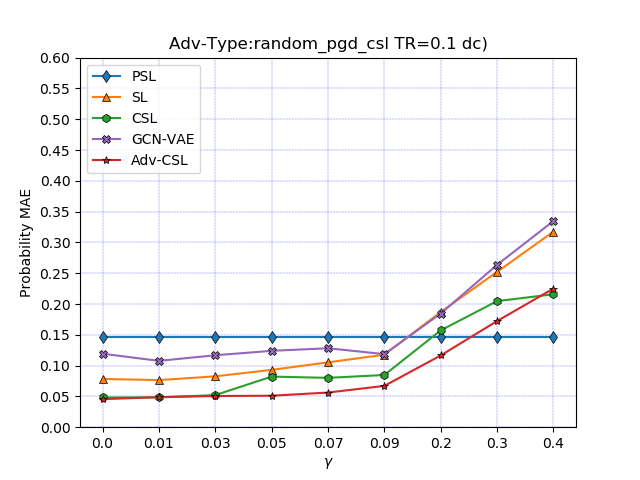 Adv-Type:random_pgd_csl TR=0.1 dc)
0.60
0.55
0.50
0.45
0.40
0.35
0.30
0.25
0.20
0.15
0.10
0.05
0.00
Probability MAE
PSL
SL
CSL
GCN-VAE
Adv-CSL
0.0 0.01 0.03 0.05 0.07 0.09 0.2 0.3 0.4
γ